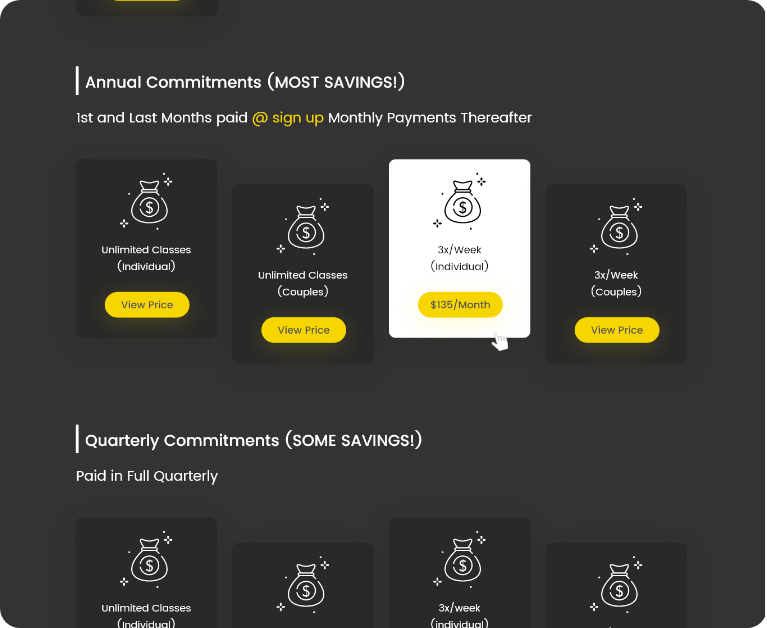 Annual Commitments (MOST SAVINGS!)
1st and Last Months paid @ sign up Monthly Payments Thereafter
$
Unlimited Classes
(Individual)
View Price
$
Unlimited Classes
(Couples)
View Price
$
3x/Week
(Individual)
$135/Month
$
3x/Week
(Couples)
View Price
Quarterly Commitments (SOME SAVINGS!)
Paid in Full Quarterly
$
Unlimited Classes
(Individual)
$
$
3x/week
(individual)
$